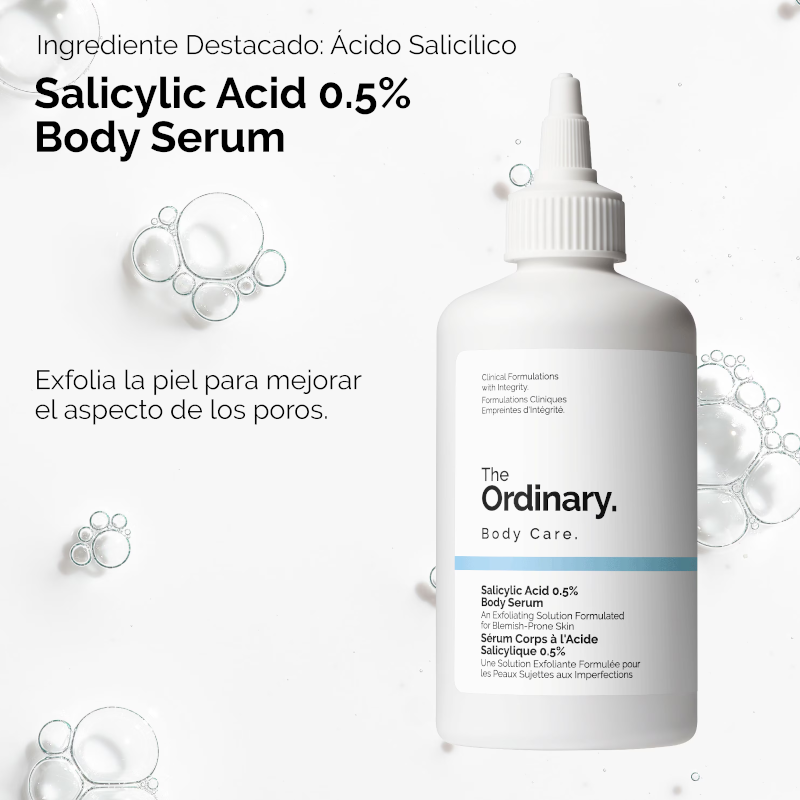 Ingrediente Destacado: Ácido Salicílico
Salicylic Acid 0.5%
Body Serum
Exfolia la piel para mejorar
el aspecto de los poros.
Clinical Formulations
with Integrity.
Formulations Cliniques
Empreintes d'Intégrité.
The
Ordinary.
Body Care.
Salicylic Acid 0.5%
Body Serum
An Exfoliating Solution Formulated
for Blemish-Prone Skin
Sérum Corps à l'Acide
Salicylique 0.5%
Une Solution Exfoliante Formulée pour
les Peaux Sujettes aux Imperfections